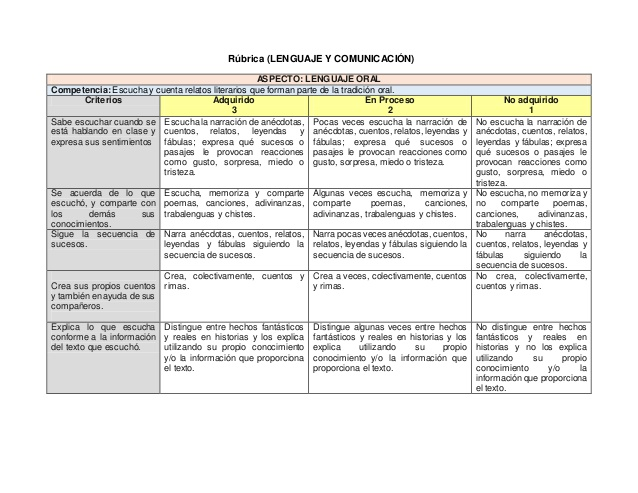 Rúbrica (LENGUAJE Y COMUNICACIÓN)
ASPECTO: LENGUAJE ORAL
Competencia: Escucha y cuenta relatos literarios que forman parte de la tradición oral.
Criterios
Adquirido
3
En Proceso
2
No adquirido
1
Sabe escuchar cuando se
está hablando en clase y
expresa sus sentimientos
Escucha la narración de anécdotas,
cuentos, relatos, leyendas y
fábulas; expresa qué sucesos o
pasajes le provocan reacciones
como gusto, sorpresa, miedo o
tristeza.
Pocas veces escucha la narración de
anécdotas, cuentos, relatos, leyendas y
fábulas; expresa qué sucesos o
pasajes le provocan reacciones como
gusto, sorpresa, miedo o tristeza.
No escucha la narración de
anécdotas, cuentos, relatos,
leyendas y fábulas; expresa
qué sucesos o pasajes le
provocan reacciones como
gusto, sorpresa, miedo o
tristeza.
Se acuerda de lo que
escuchó, y comparte con
los demás sus
conocimientos.
Escucha, memoriza y comparte
poemas, canciones, adivinanzas,
trabalenguas y chistes.
Algunas veces escucha, memoriza y
comparte poemas, canciones,
adivinanzas, trabalenguas y chistes.
No escucha, no memoriza y
no comparte poemas,
canciones, adivinanzas,
trabalenguas y chistes.
Sigue la secuencia de
sucesos.
Narra anécdotas, cuentos, relatos,
leyendas y fábulas siguiendo la
secuencia de sucesos.
Narra pocas veces anécdotas, cuentos,
relatos, leyendas y fábulas siguiendo la
secuencia de sucesos.
No narra anécdotas,
cuentos, relatos, leyendas y
fábulas siguiendo la
secuencia de sucesos.
Crea sus propios cuentos
y también en ayuda de sus
compañeros.
Crea, colectivamente, cuentos y
rimas.
Crea a veces, colectivamente, cuentos
y rimas.
No crea, colectivamente,
cuentos y rimas.
Explica lo que escucha
conforme a la información
del texto que escuchó.
Distingue entre hechos fantásticos
y reales en historias y los explica
utilizando su propio conocimiento
y/o la información que proporciona
el texto.
Distingue algunas veces entre hechos
fantásticos y reales en historias y los
explica utilizando su propio
conocimiento y/o la información que
proporciona el texto.
No distingue entre hechos
fantásticos y reales en
historias y no los explica
utilizando su propio
conocimiento y/o la
información que proporciona
el texto.